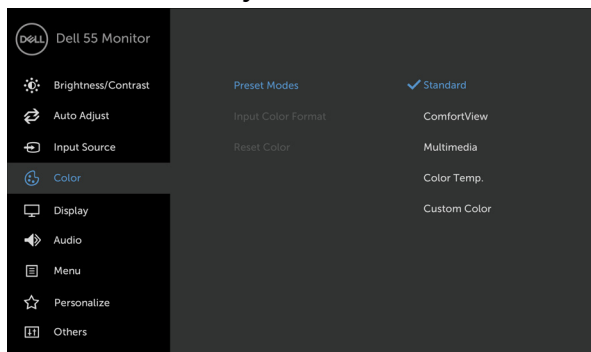 DELL Dell 55 Monitor
Brightness/Contrast Preset Modes Standard
Auto Adjust Input Color Format ComfortView
Input Source Reset Color Multimedia
Color Color Temp.
Display Custom Color
Audio
Menu
Personalize
Others